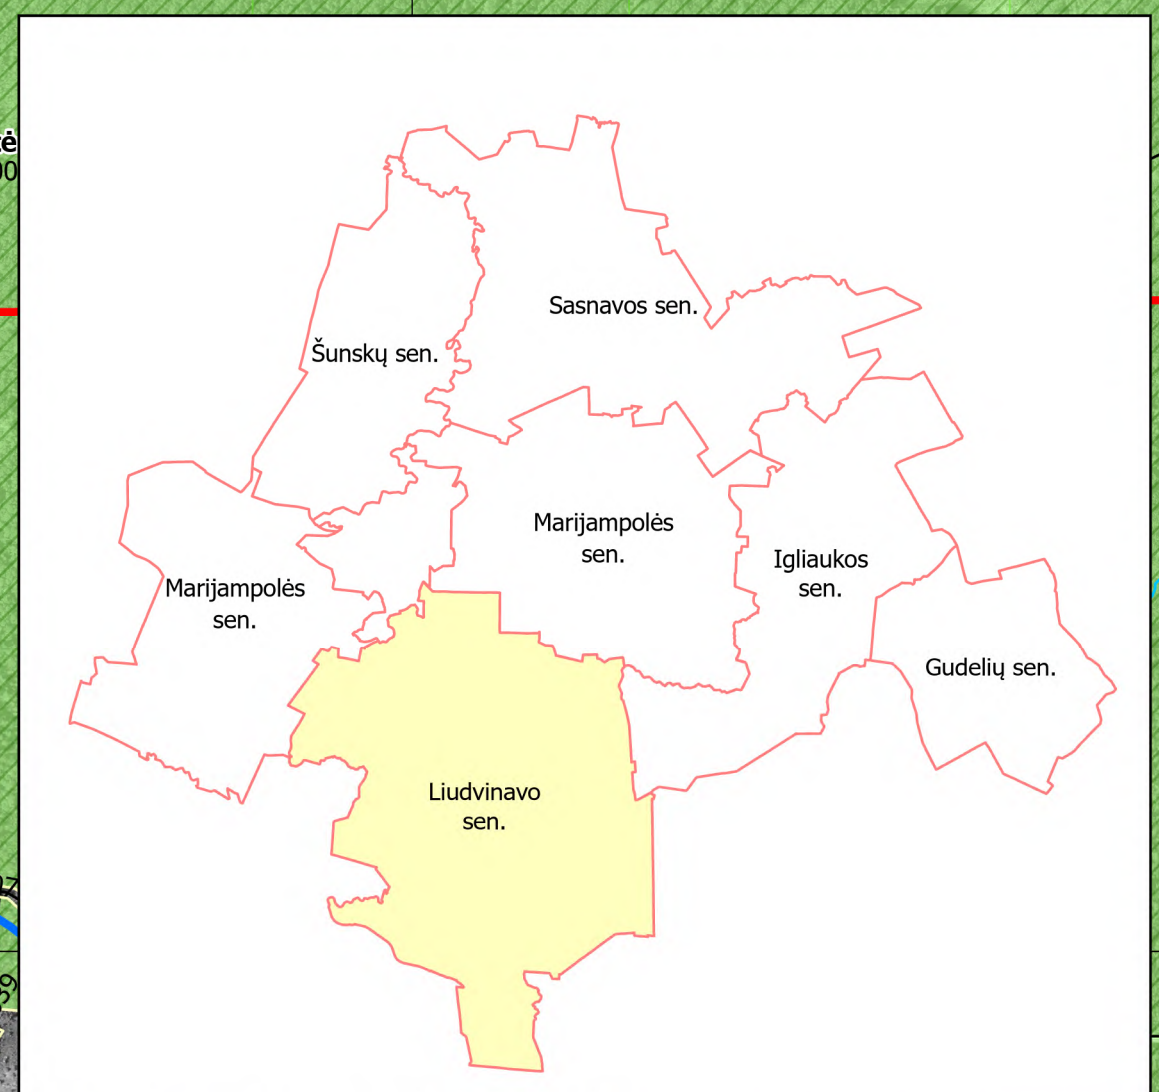 Sasnavos sen.
Šunskų sen.
Marijampolės
sen.
Igliaukos
sen.
Marijampolės
sen.
Gudelių sen.
Liudvinavo
sen.